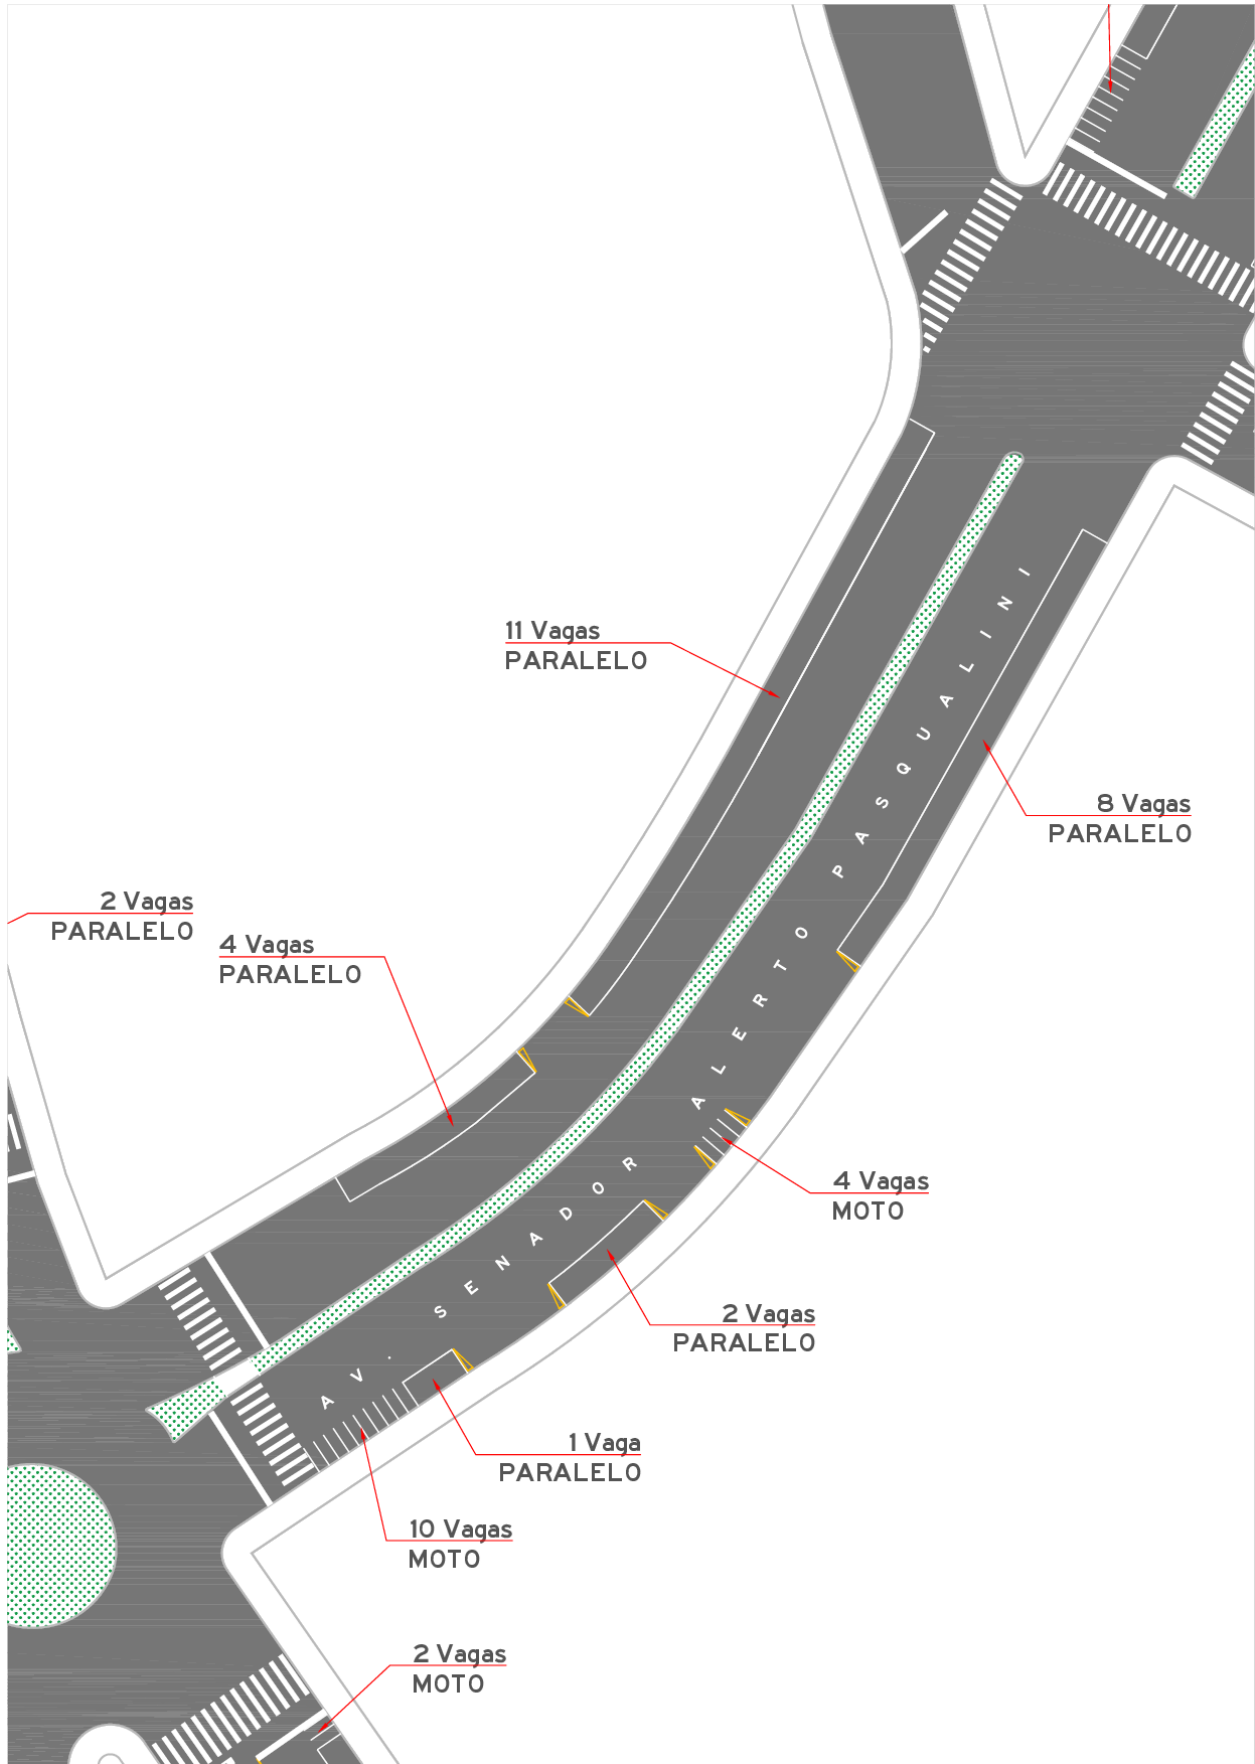 11 Vagas
PARALELO
8 Vagas
PARALELO
2 Vagas
PARALELO
4 Vagas
PARALELO
4 Vagas
MOTO
2 Vagas
PARALELO
1 Vaga
PARALELO
10 Vagas
MOTO
2 Vagas
MOTO
AV. SENADOR ALERTO PASQUALINI